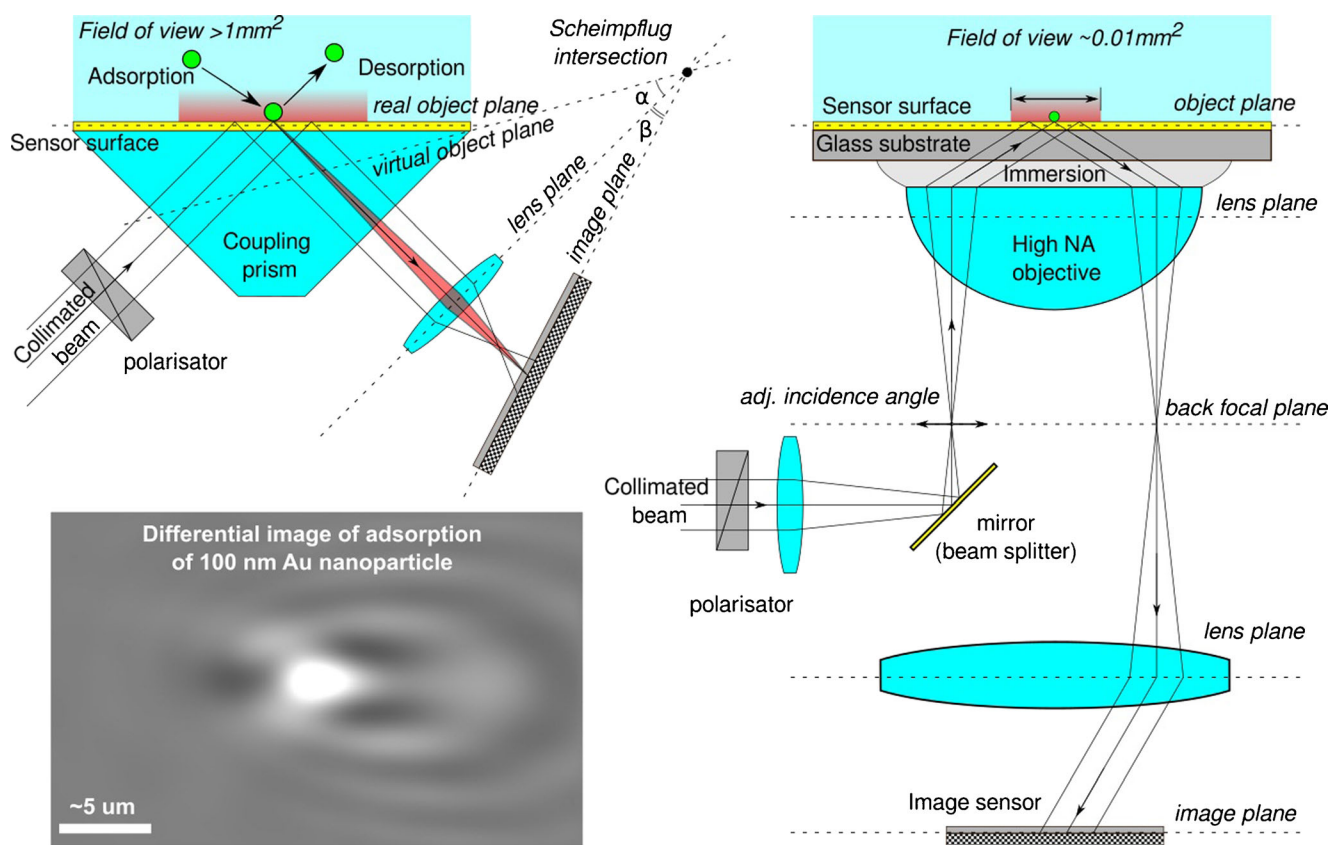 Field of view >1mm²
Adsorption
Desorption
real object plane
Sensor surface
virtual object plane
Coupling
prism
Collimated
beam
polarisator
Scheimpflug
intersection
α
β
lens plane
image plane
Differential image of adsorption
of 100 nm Au nanoparticle
~5 um
Field of view ~0.01mm²
Sensor surface
object plane
Glass substrate
Immersion
lens plane
High NA
objective
adj. incidence angle
back focal plane
Collimated
beam
mirror
(beam splitter)
polarisator
lens plane
Image sensor
image plane